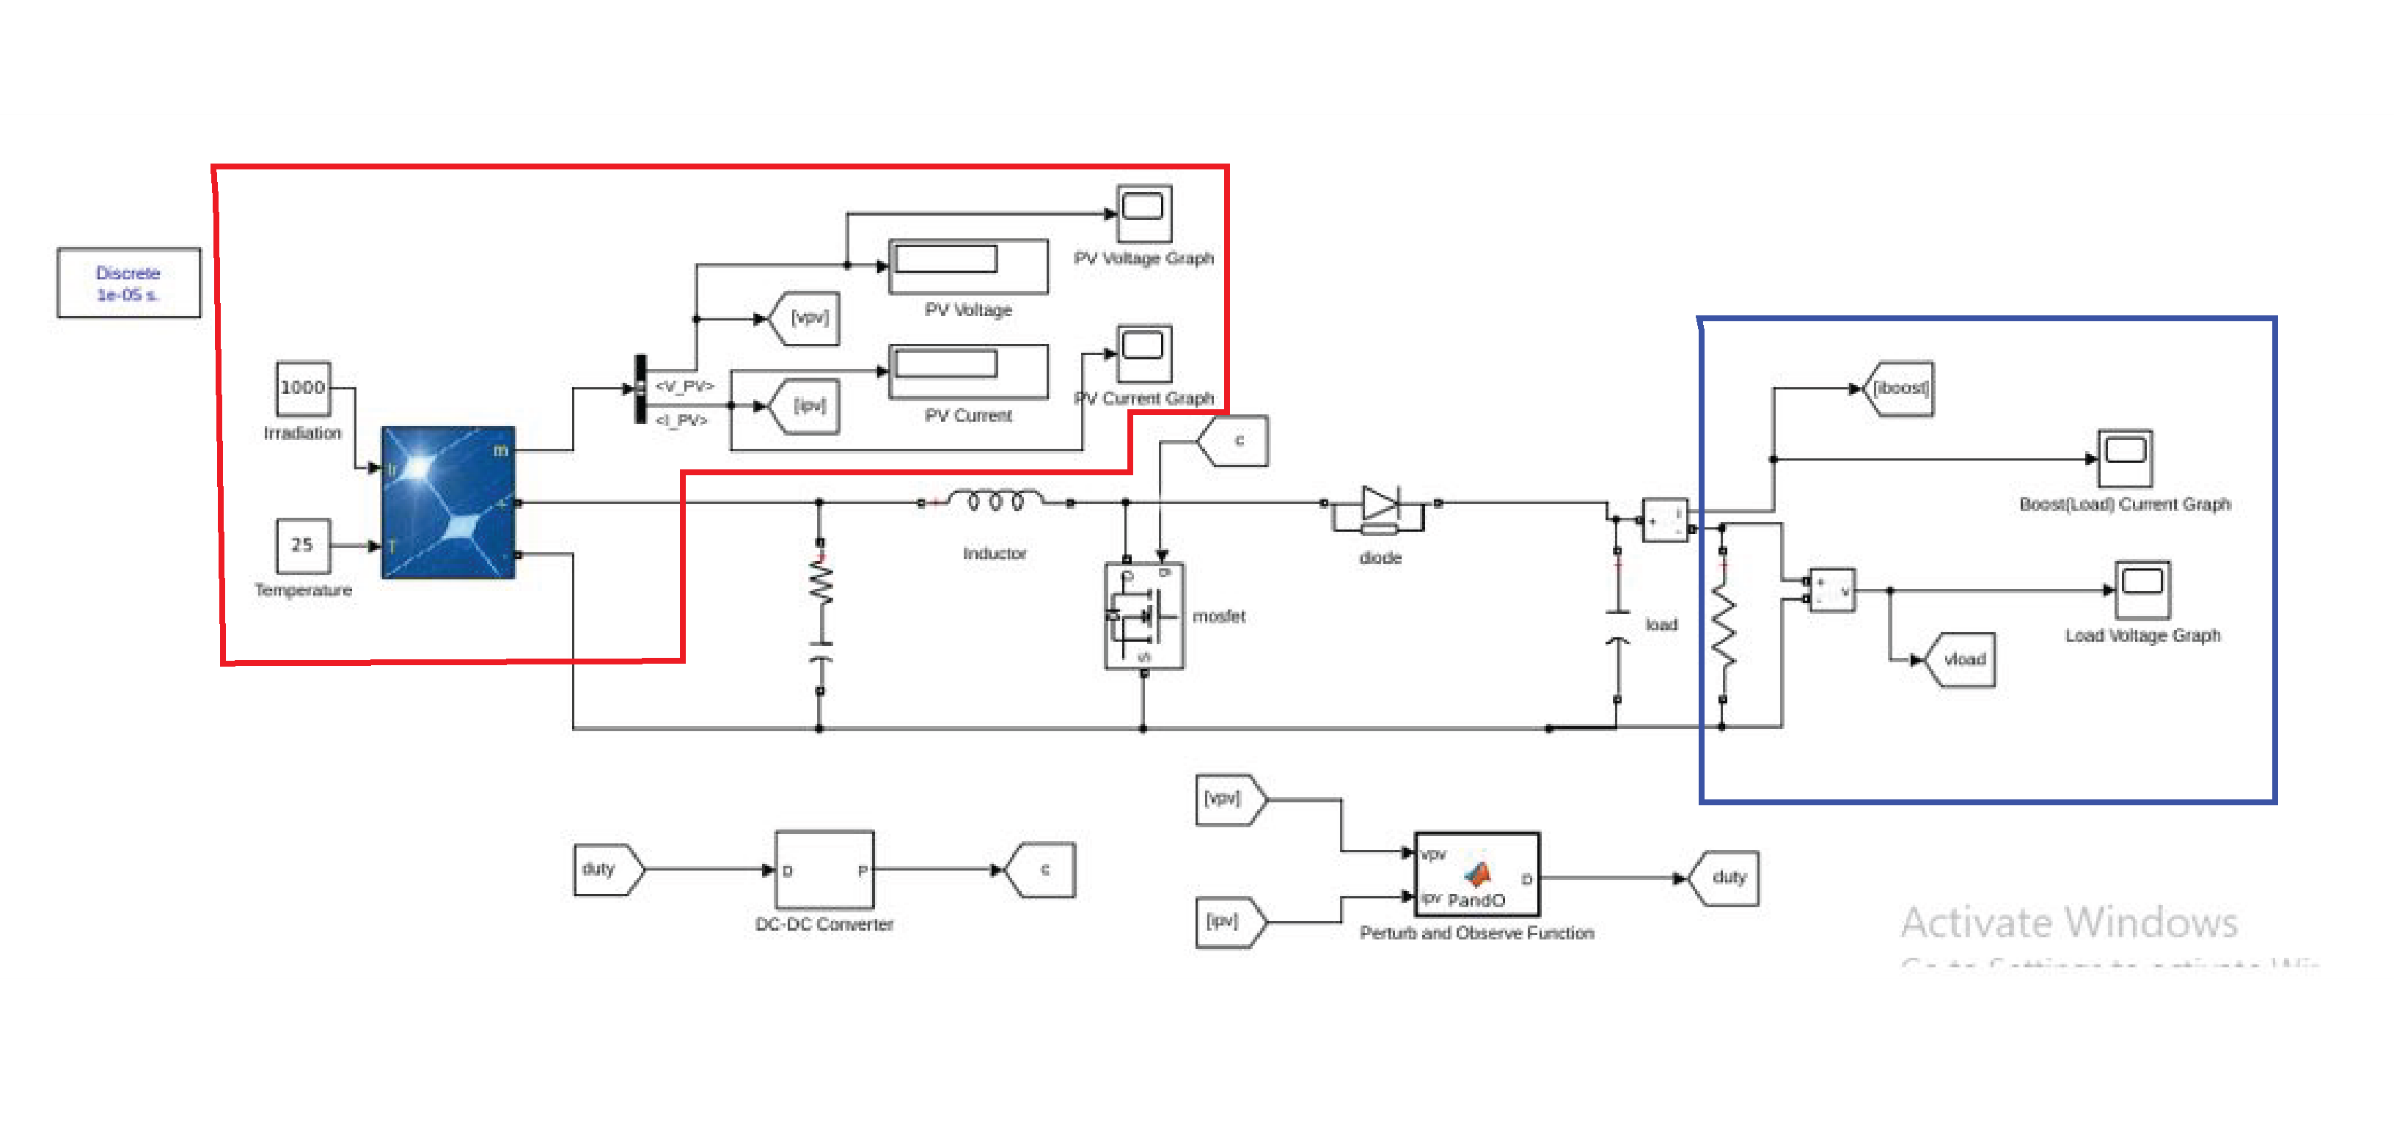 Discrete
1e-05 s.
PV Voltage Graph
PV Voltage
[vpv]
<V_PV>
PV Current Graph
PV Current
[ipv]
<I_PV>
1000
Irradiation
Ir
m
+
25
T
Temperature
c
Inductor
diode
g
D
S
mosfet
+
i
-
load
[iboost]
Boost(Load) Current Graph
+
-
v
Load Voltage Graph
vload
duty
D
P
DC-DC Converter
c
[vpv]
[ipv]
vpv
ipv
PandO
D
Perturb and Observe Function
duty
Activate Windows